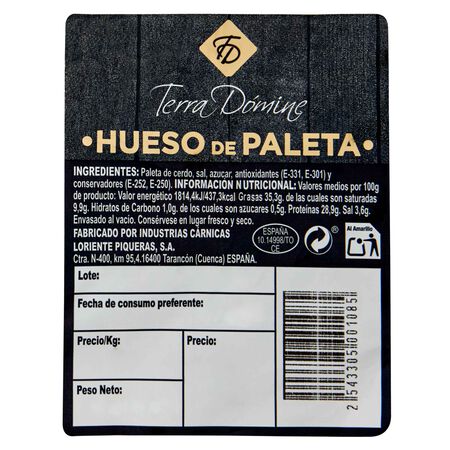 TD
Terra Dómine
•HUESO DE PALETA•
INGREDIENTES: Paleta de cerdo, sal, azucar, antioxidantes (E-331, E-301) y
conservadores (E-252, E-250). INFORMACIÓN NUTRICIONAL: Valores medios por 100g
de producto: Valor energético 1814,4kJ/437,3kcal Grasas 35,3g, de las cuales son saturadas
9,9g. Hidratos de Carbono 1,0g, de los cuales son azucares 0,5g, Proteínas 28,9g, Sal 3,6g.
Envasado al vacío. Consérvese en lugar fresco y seco.
FABRICADO POR INDUSTRIAS CÁRNICAS
LORIENTE PIQUERAS, S.A.
Ctra. N-400, km 95,4.16400 Tarancón (Cuenca) ESPAÑA.
ESPAÑA
10.14998/TO
CE
Al Amarillo
Lote:
Fecha de consumo preferente:
Precio/Kg:
Precio:
Peso Neto:
2 543305 001085